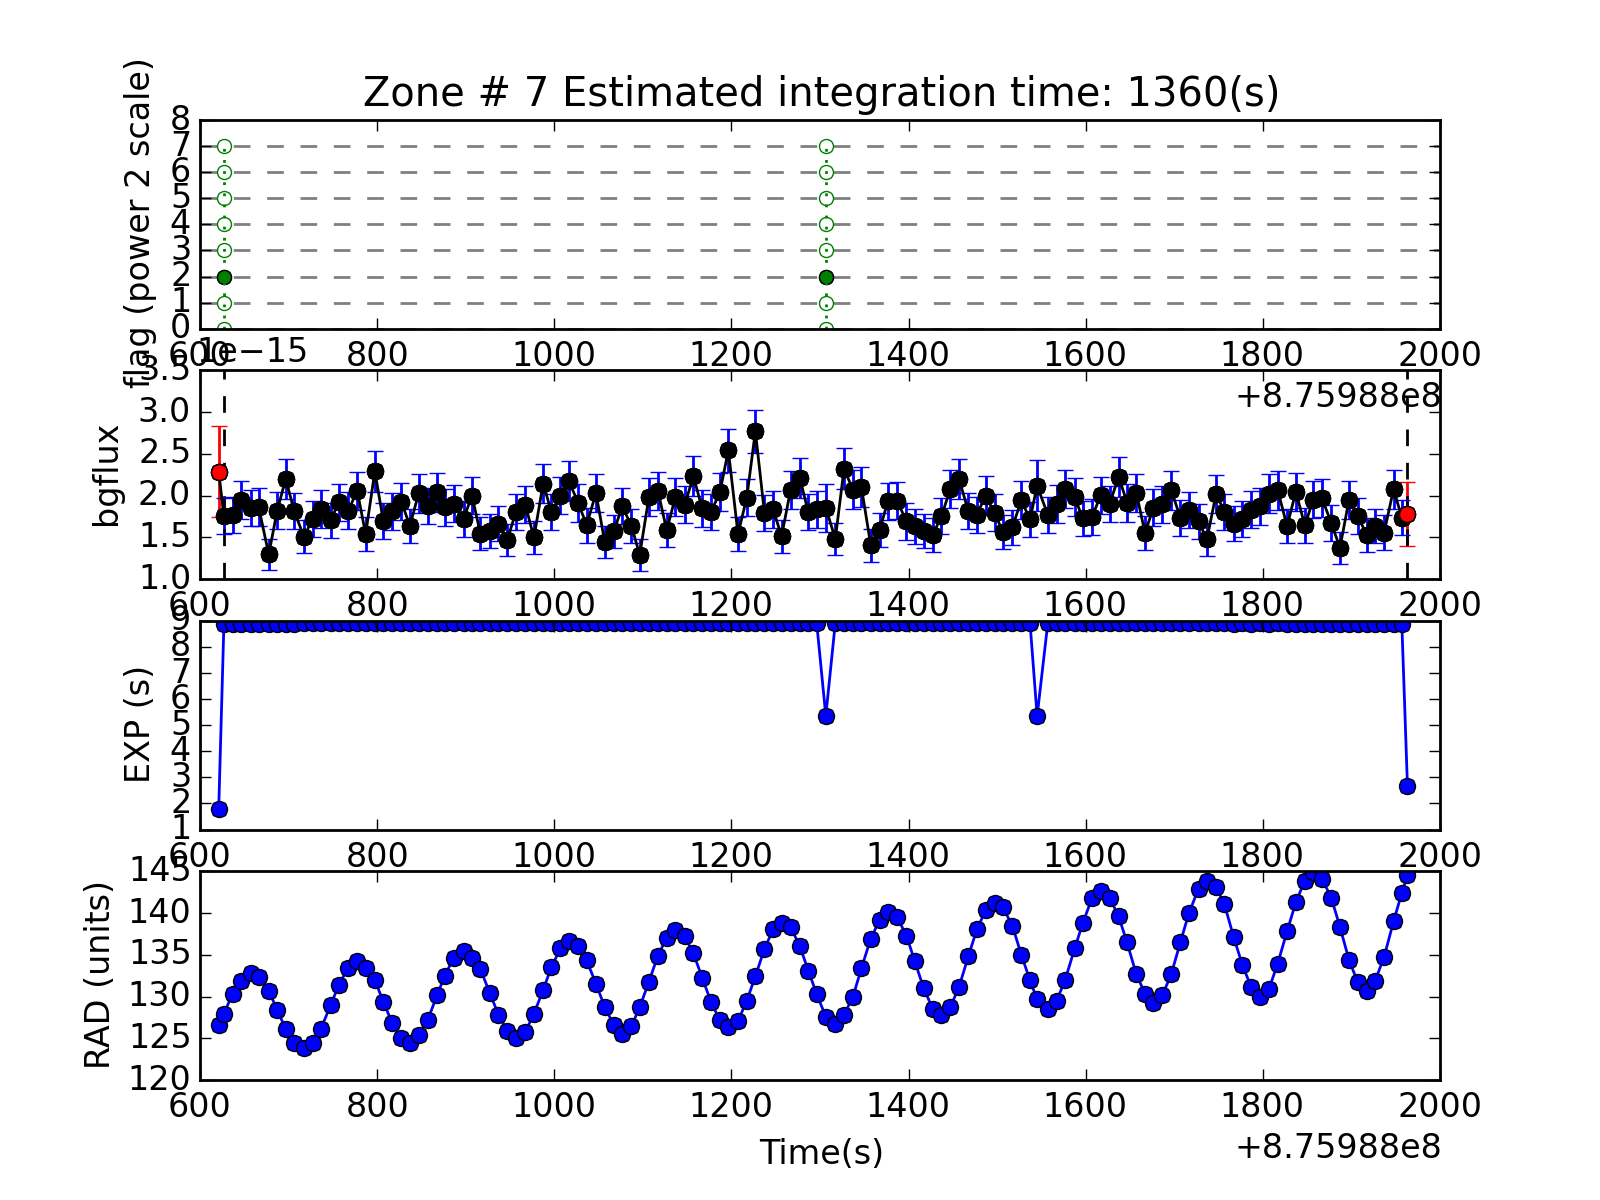 Zone # 7 Estimated integration time: 1360(s)
flag (power 2 scale)
8
7
6
5
4
3
2
1
0
600 800 1000 1200 1400 1600 1800 2000
1e−15
+8.75988e8
bgflux
3.5
3.0
2.5
2.0
1.5
1.0
600 800 1000 1200 1400 1600 1800 2000
EXP (s)
9
8
7
6
5
4
3
2
1
600 800 1000 1200 1400 1600 1800 2000
RAD (units)
145
140
135
130
125
120
600 800 1000 1200 1400 1600 1800 2000
Time(s)
+8.75988e8